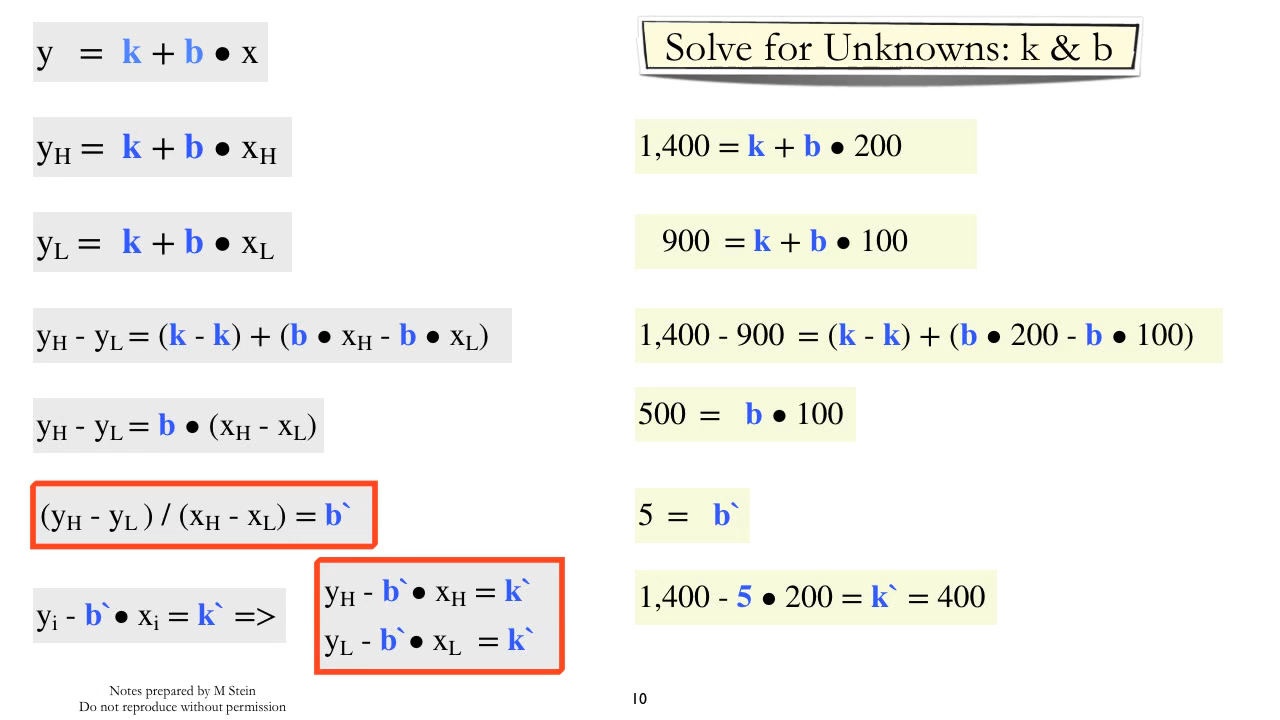 y = k + b • x
Solve for Unknowns: k & b
yH = k + b • xH
1,400 = k + b • 200
yL = k + b • xL
900 = k + b • 100
yH - yL = (k - k) + (b • xH - b • xL)
1,400 - 900 = (k - k) + (b • 200 - b • 100)
yH - yL = b • (xH - xL)
500 = b • 100
(yH - yL ) / (xH - xL) = b`
5 = b`
yi - b`• xi = k` =>
yH - b`• xH = k`
yL - b`• xL = k`
1,400 - 5 • 200 = k` = 400
Notes prepared by M Stein
Do not reproduce without permission
10